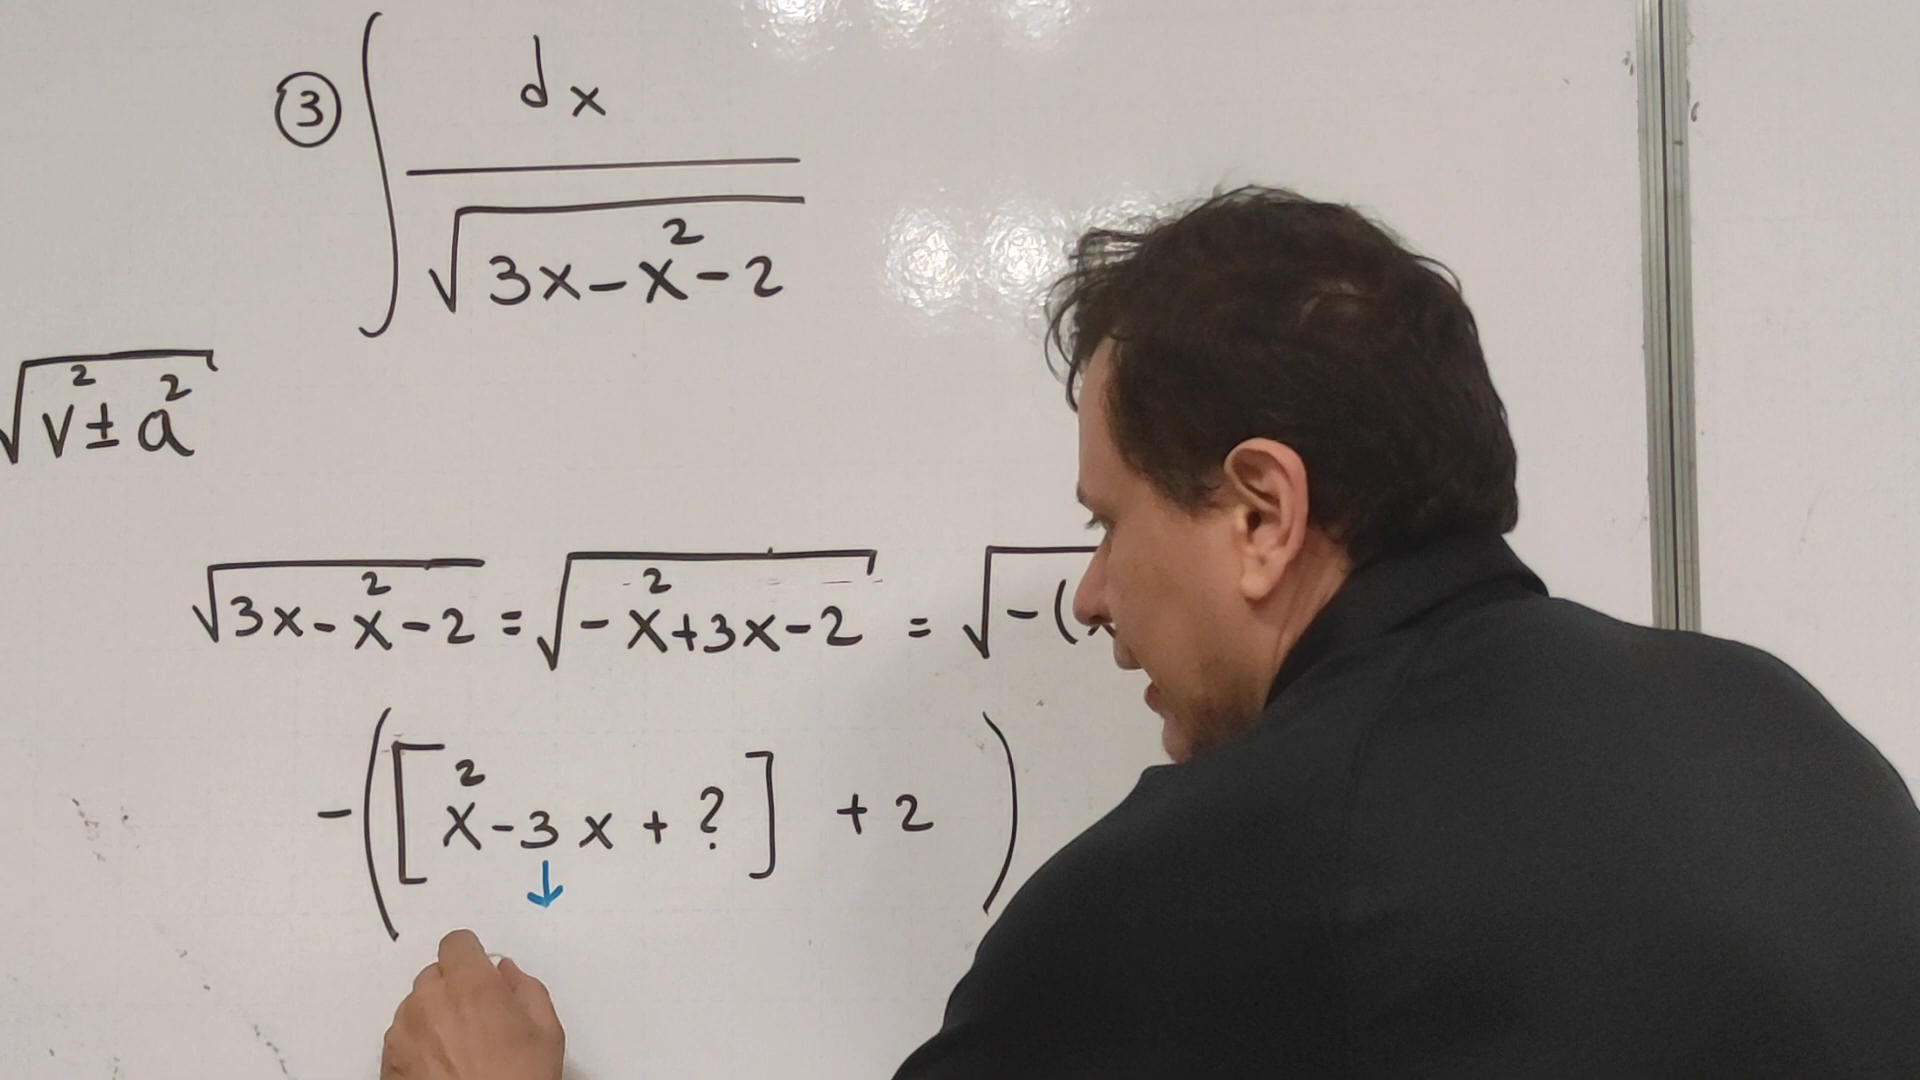 ③ ∫ dx / √(3x-x²-2)
√(v²±a²)
√(3x-x²-2) = √(-x²+3x-2) = √-(
-([x²-3x+?] +2)
↓